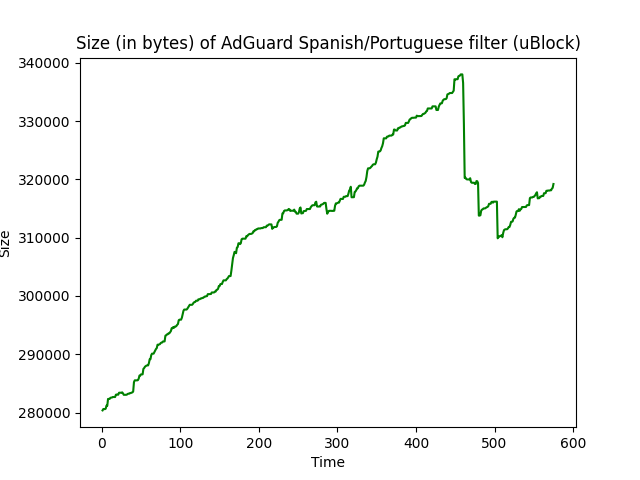 Size (in bytes) of AdGuard Spanish/Portuguese filter (uBlock)
340000
330000
320000
310000
300000
290000
280000
Size
0 100 200 300 400 500 600
Time